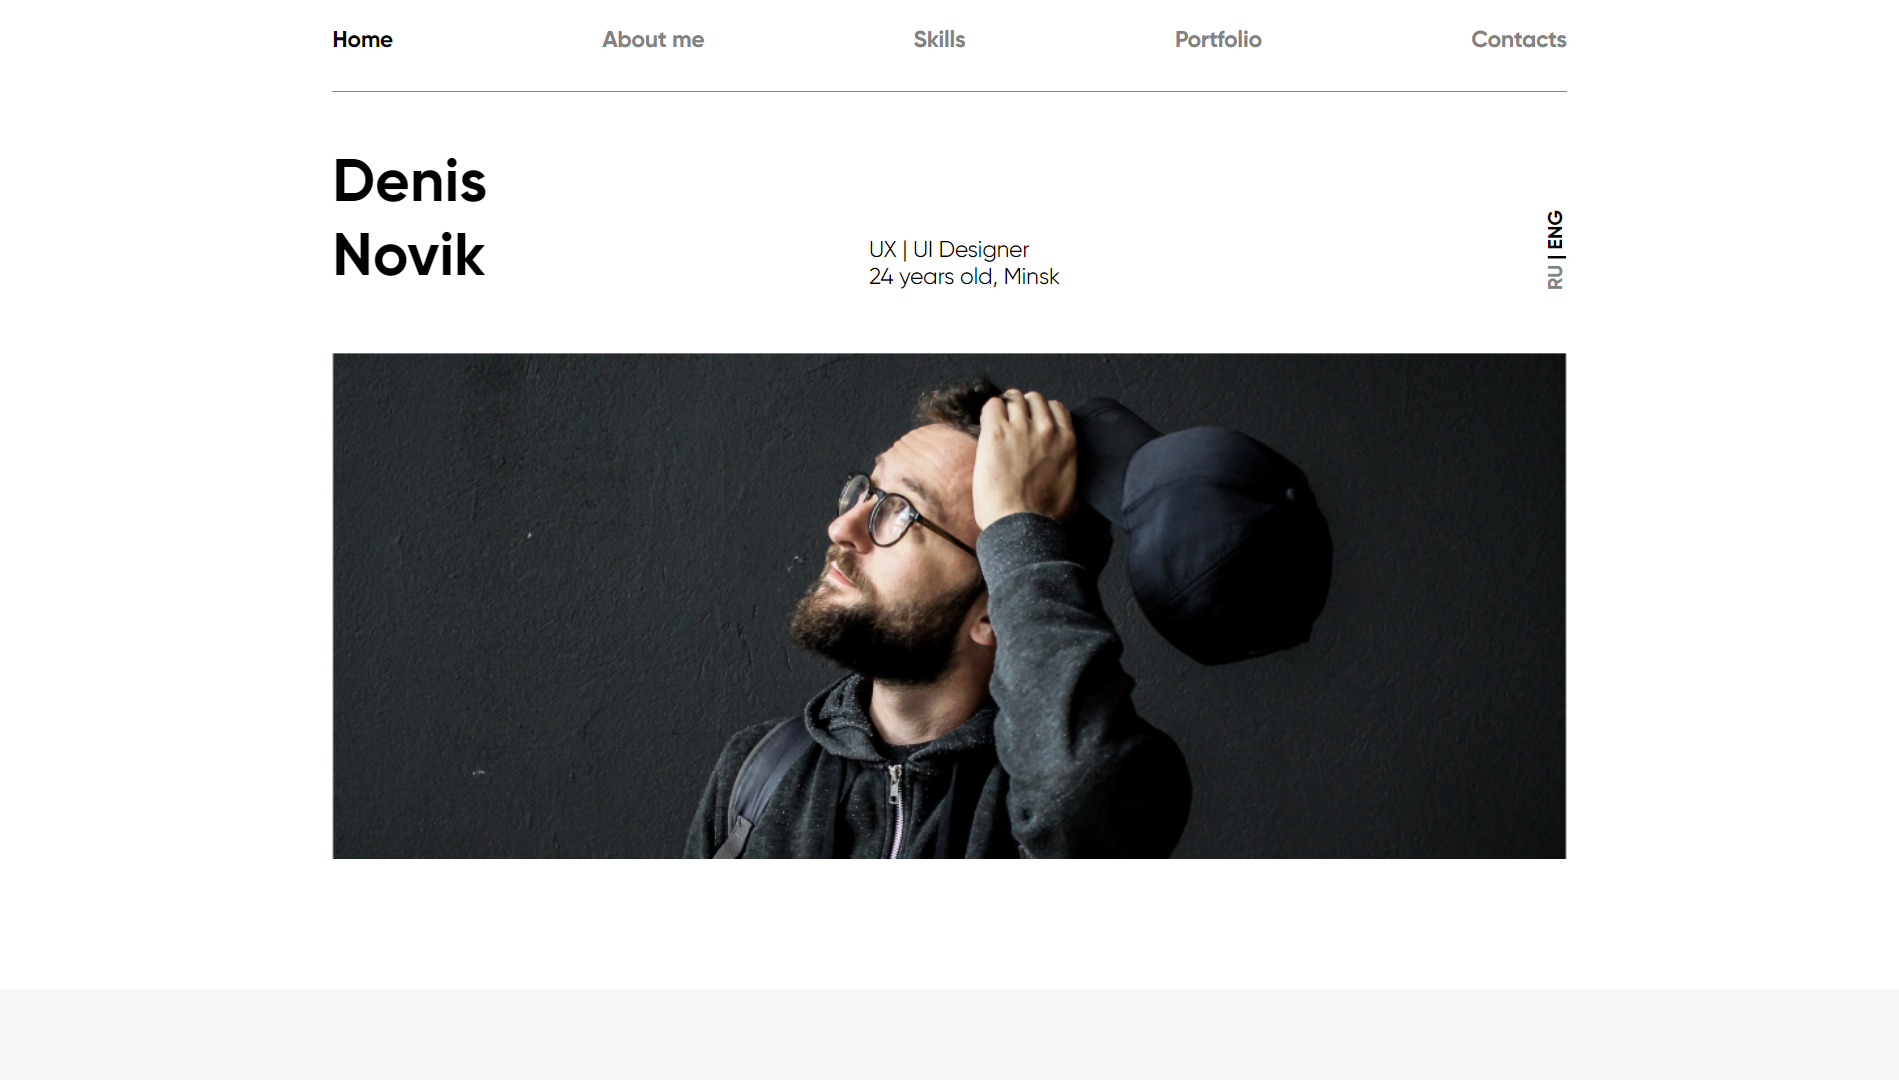 Home About me Skills Portfolio Contacts
Denis
Novik
UX | UI Designer
24 years old, Minsk
RU | ENG